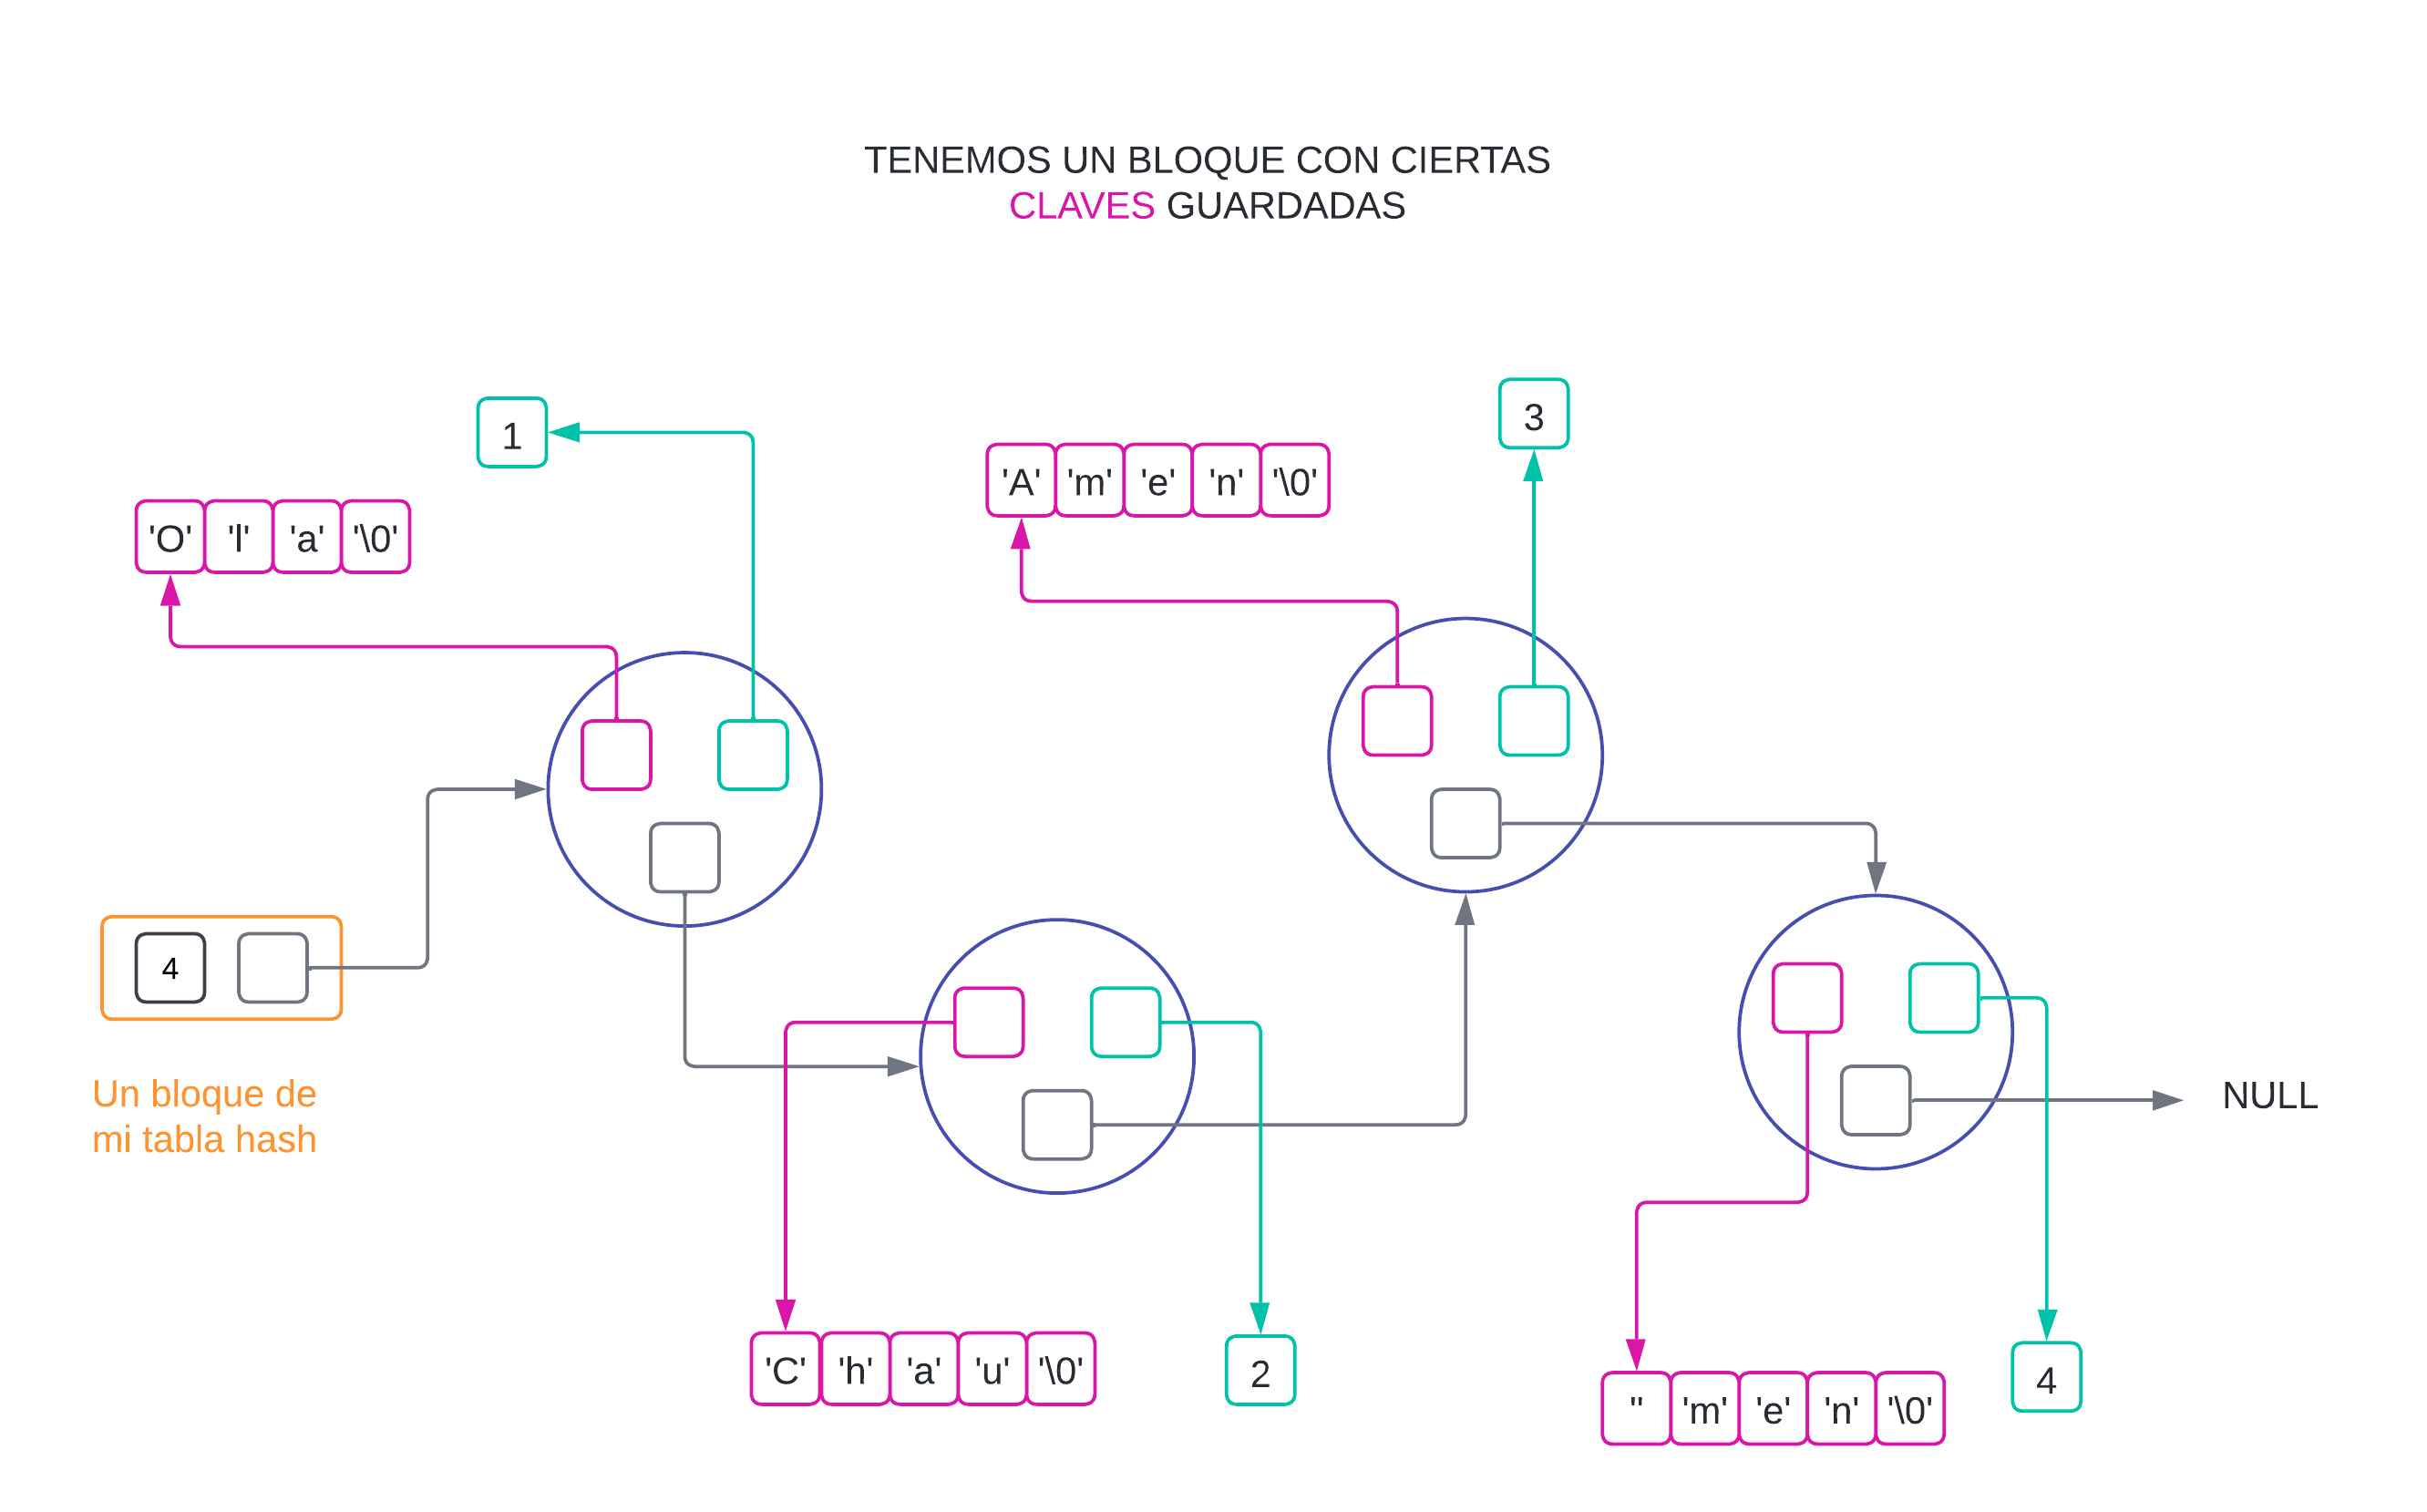 TENEMOS UN BLOQUE CON CIERTAS
CLAVES GUARDADAS
1
3
'A' 'm' 'e' 'n' '\0'
'O' 'l' 'a' '\0'
4
Un bloque de
mi tabla hash
NULL
'C' 'h' 'a' 'u' '\0'
2
'' 'm' 'e' 'n' '\0'
4